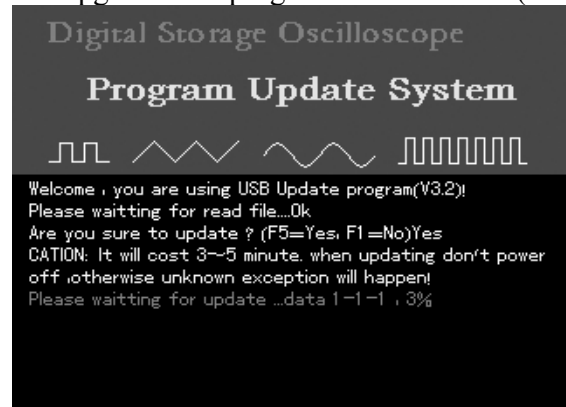 Digital Storage Oscilloscope
Program Update System
Welcome , you are using USB Update program(V3.2)!
Please waitting for read file....Ok
Are you sure to update ? (F5=Yes, F1=No)Yes
CATION: It will cost 3--5 minute. when updating don't power
off ,otherwise unknown exception will happen!
Please waitting for update ...data 1-1-1 , 3%